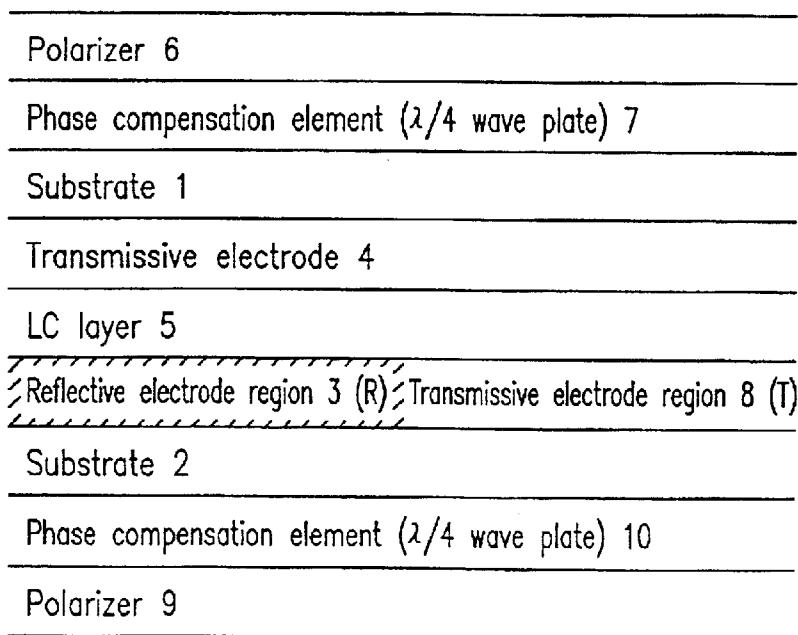 Polarizer 6
Phase compensation element (λ/4 wave plate) 7
Substrate 1
Transmissive electrode 4
LC layer 5
Reflective electrode region 3 (R) Transmissive electrode region 8 (T)
Substrate 2
Phase compensation element (λ/4 wave plate) 10
Polarizer 9